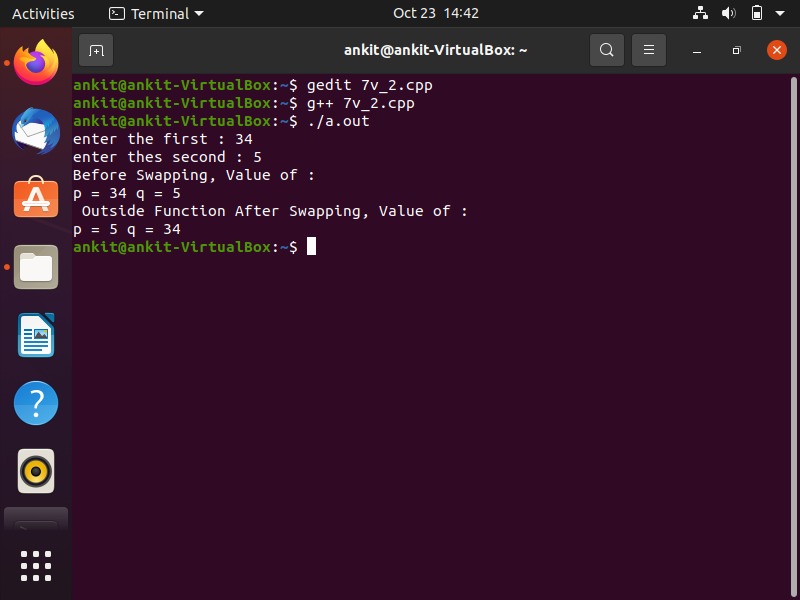 Activities Terminal Oct 23 14:42
ankit@ankit-VirtualBox: ~
ankit@ankit-VirtualBox:~$ gedit 7v_2.cpp
ankit@ankit-VirtualBox:~$ g++ 7v_2.cpp
ankit@ankit-VirtualBox:~$ ./a.out
enter the first : 34
enter thes second : 5
Before Swapping, Value of :
p = 34 q = 5
 Outside Function After Swapping, Value of :
p = 5 q = 34
ankit@ankit-VirtualBox:~$